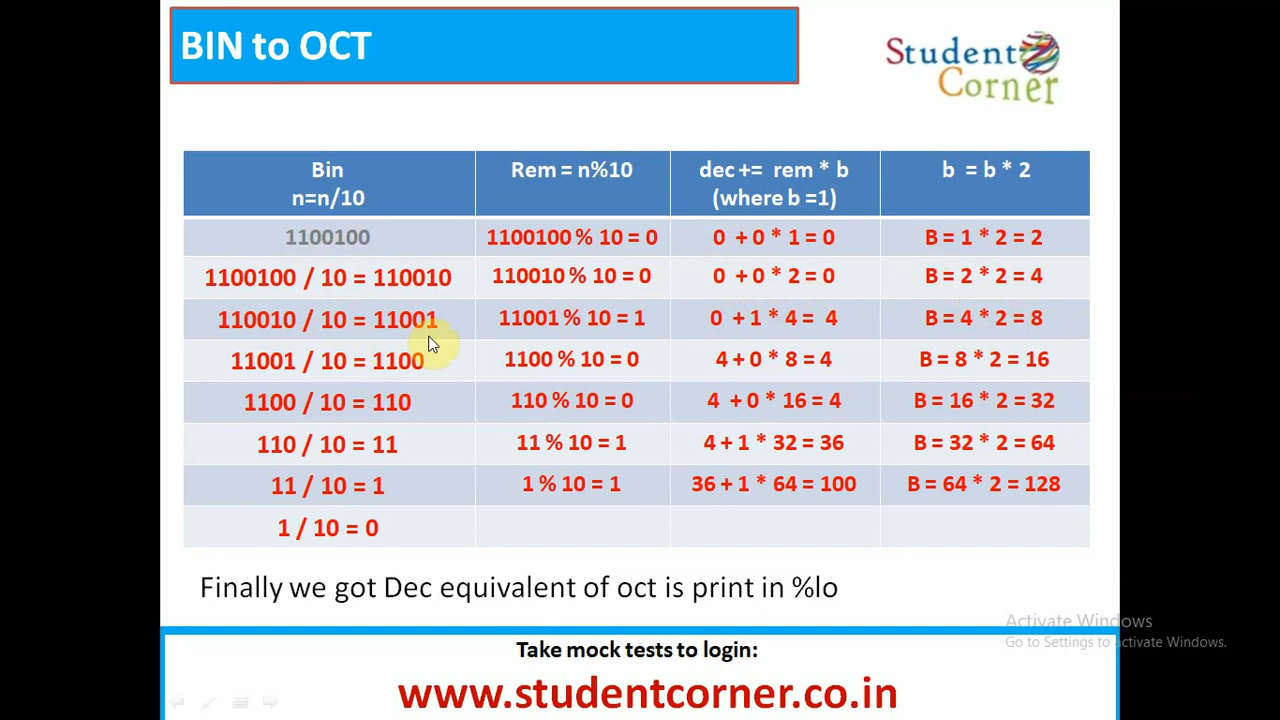 BIN to OCT
Student
Corner
Bin
n=n/10
Rem = n%10
dec += rem * b
(where b =1)
b = b * 2
1100100
1100100 % 10 = 0
0 + 0 * 1 = 0
B = 1 * 2 = 2
1100100 / 10 = 110010
110010 % 10 = 0
0 + 0 * 2 = 0
B = 2 * 2 = 4
110010 / 10 = 11001
11001 % 10 = 1
0 + 1 * 4 = 4
B = 4 * 2 = 8
11001 / 10 = 1100
1100 % 10 = 0
4 + 0 * 8 = 4
B = 8 * 2 = 16
1100 / 10 = 110
110 % 10 = 0
4 + 0 * 16 = 4
B = 16 * 2 = 32
110 / 10 = 11
11 % 10 = 1
4 + 1 * 32 = 36
B = 32 * 2 = 64
11 / 10 = 1
1 % 10 = 1
36 + 1 * 64 = 100
B = 64 * 2 = 128
1 / 10 = 0
Finally we got Dec equivalent of oct is print in %lo
Activate Windows
Go to Settings to activate Windows.
Take mock tests to login:
www.studentcorner.co.in